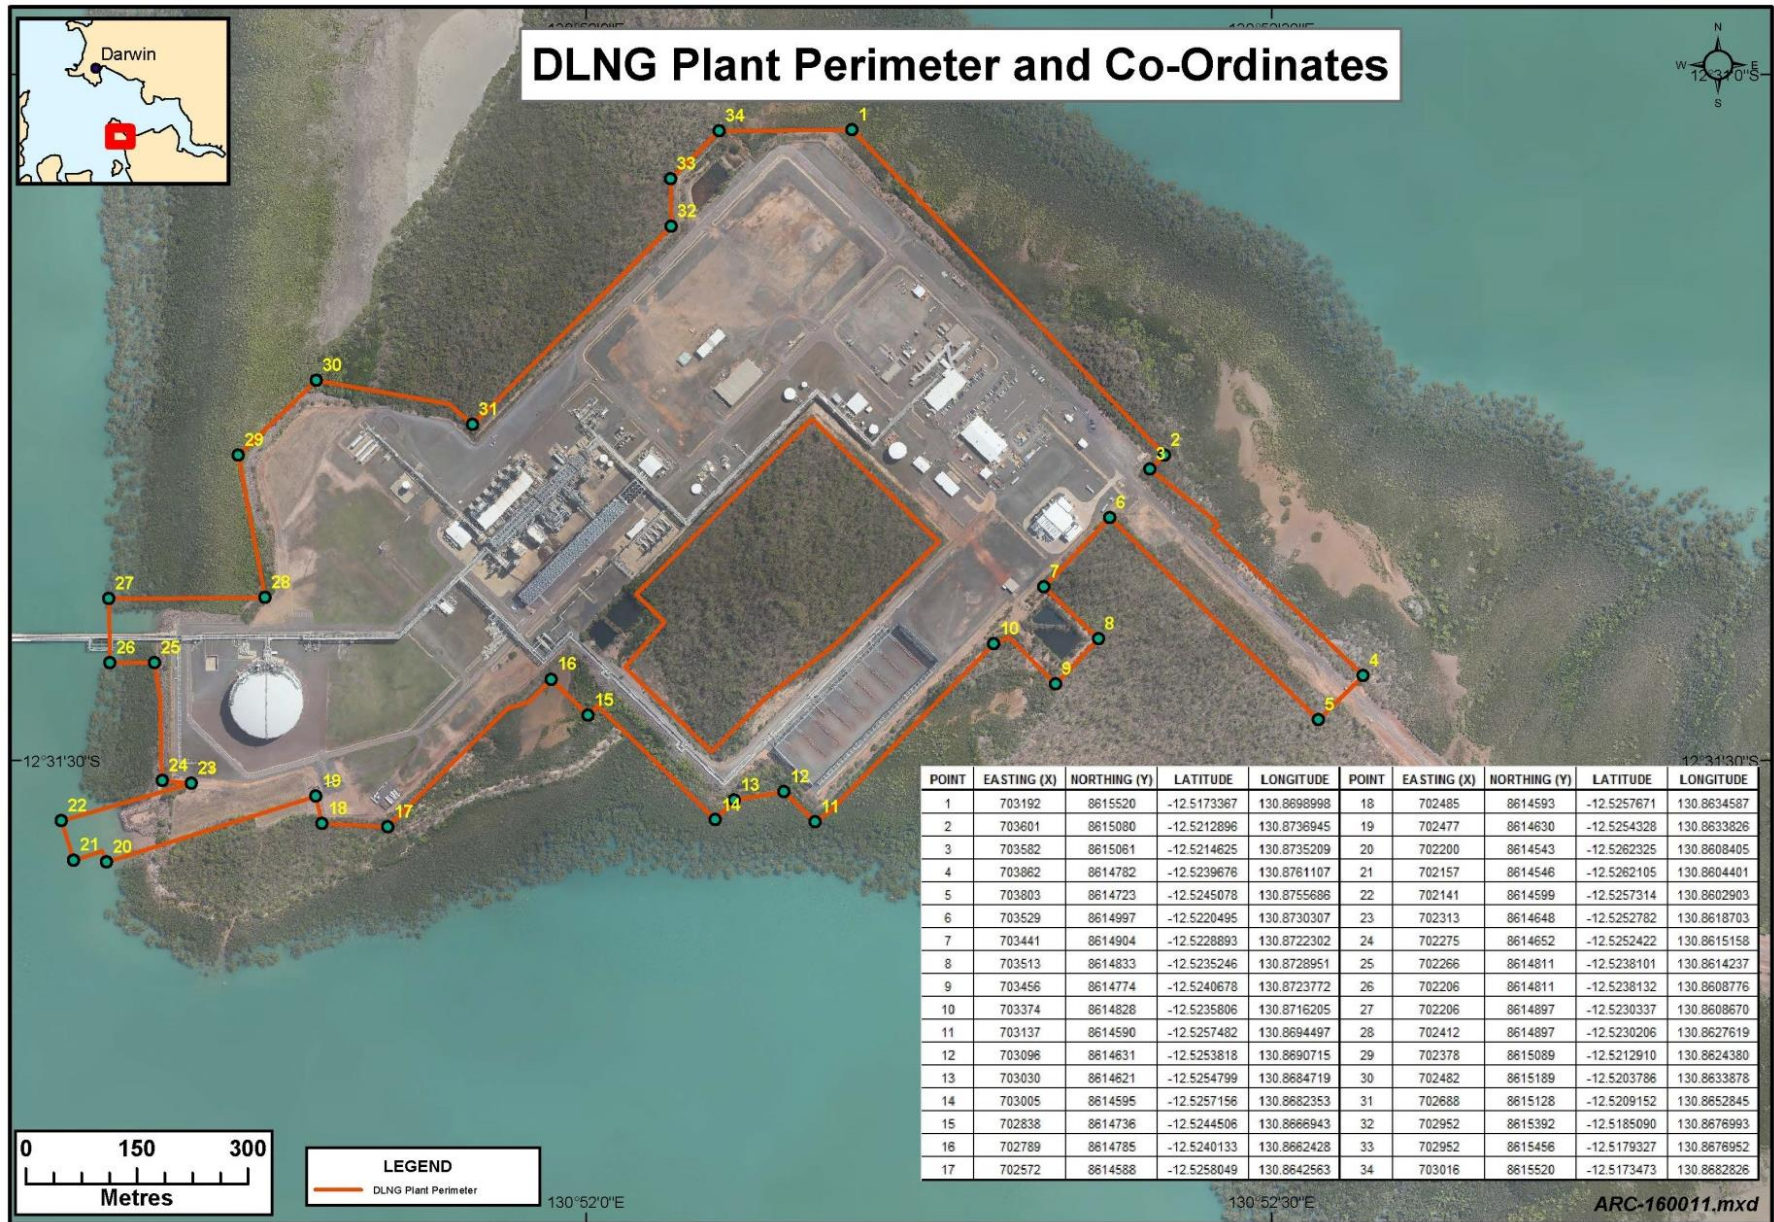 130°52'0"E
130°52'30"E
DLNG Plant Perimeter and Co-Ordinates
Darwin
N
W
E
S
12°31'0"S
34
1
33
32
30
31
29
2
3
6
7
27
28
8
10
26
25
9
16
4
15
5
12°31'30"S
12°31'30"S
24
23
19
13
12
22
18
17
14
11
21
20
POINT EASTING (X) NORTHING (Y) LATITUDE LONGITUDE POINT EASTING (X) NORTHING (Y) LATITUDE LONGITUDE
1 703192 8615520 -12.5173367 130.8698998 18 702485 8614593 -12.5257671 130.8634587
2 703601 8615080 -12.5212896 130.8736945 19 702477 8614630 -12.5254328 130.8633826
3 703582 8615061 -12.5214625 130.8735209 20 702200 8614543 -12.5262325 130.8608405
4 703862 8614782 -12.5239676 130.8761107 21 702157 8614546 -12.5262105 130.8604401
5 703803 8614723 -12.5245078 130.8755686 22 702141 8614599 -12.5257314 130.8602903
6 703529 8614997 -12.5220495 130.8730307 23 702313 8614648 -12.5252782 130.8618703
7 703441 8614904 -12.5228893 130.8722302 24 702275 8614652 -12.5252422 130.8615158
8 703513 8614833 -12.5235246 130.8728951 25 702266 8614811 -12.5238101 130.8614237
9 703456 8614774 -12.5240678 130.8723772 26 702206 8614811 -12.5238132 130.8608776
10 703374 8614828 -12.5235806 130.8716205 27 702206 8614897 -12.5230337 130.8608670
11 703137 8614590 -12.5257482 130.8694497 28 702412 8614897 -12.5230206 130.8627619
12 703096 8614631 -12.5253818 130.8690715 29 702378 8615089 -12.5212910 130.8624380
13 703030 8614621 -12.5254799 130.8684719 30 702482 8615189 -12.5203786 130.8633878
14 703005 8614595 -12.5257156 130.8682353 31 702688 8615128 -12.5209152 130.8652845
15 702838 8614736 -12.5244506 130.8666943 32 702952 8615392 -12.5185090 130.8676993
16 702789 8614785 -12.5240133 130.8662428 33 702952 8615456 -12.5179327 130.8676952
17 702572 8614588 -12.5258049 130.8642563 34 703016 8615520 -12.5173473 130.8682826
0 150 300
Metres
LEGEND
DLNG Plant Perimeter
130°52'0"E
130°52'30"E
ARC-160011.mxd